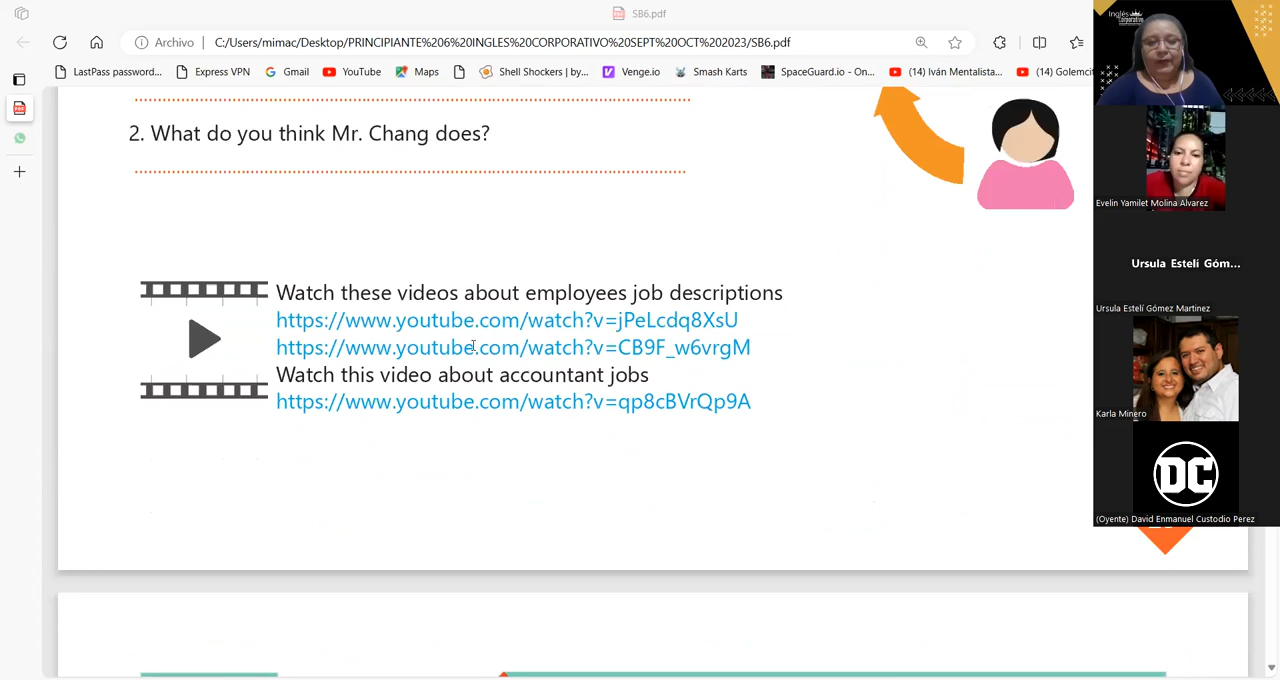 SB6.pdf
Archivo | C:/Users/mimac/Desktop/PRINCIPIANTE%206%20INGLES%20CORPORATIVO%20SEPT%20OCT%202023/SB6.pdf
LastPass password... Express VPN Gmail YouTube Maps Shell Shockers | by... Venge.io Smash Karts SpaceGuard.io - On... (14) Iván Mentalista... (14) Golemcit
2. What do you think Mr. Chang does?
Watch these videos about employees job descriptions
https://www.youtube.com/watch?v=jPeLcdq8XsU
https://www.youtube.com/watch?v=CB9F_w6vrgM
Watch this video about accountant jobs
https://www.youtube.com/watch?v=qp8cBVrQp9A
Inglés
Corporativo
Evelin Yamilet Molina Alvarez
Ursula Estelí Góm...
Ursula Estelí Gómez Martinez
Karla Minero
DC
(Oyente) David Enmanuel Custodio Perez